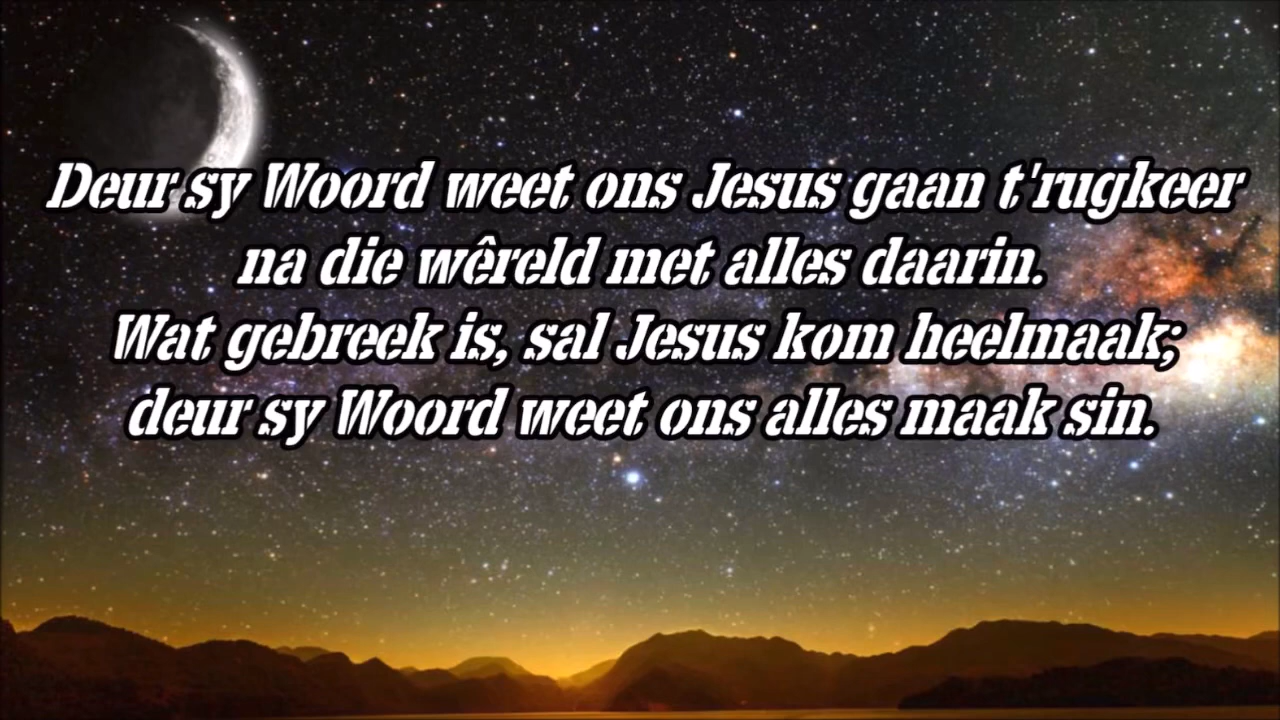 Deur sy Woord weet ons Jesus gaan t'rugkeer
na die wêreld met alles daarin.
Wat gebreek is, sal Jesus kom heelmaak;
deur sy Woord weet ons alles maak sin.